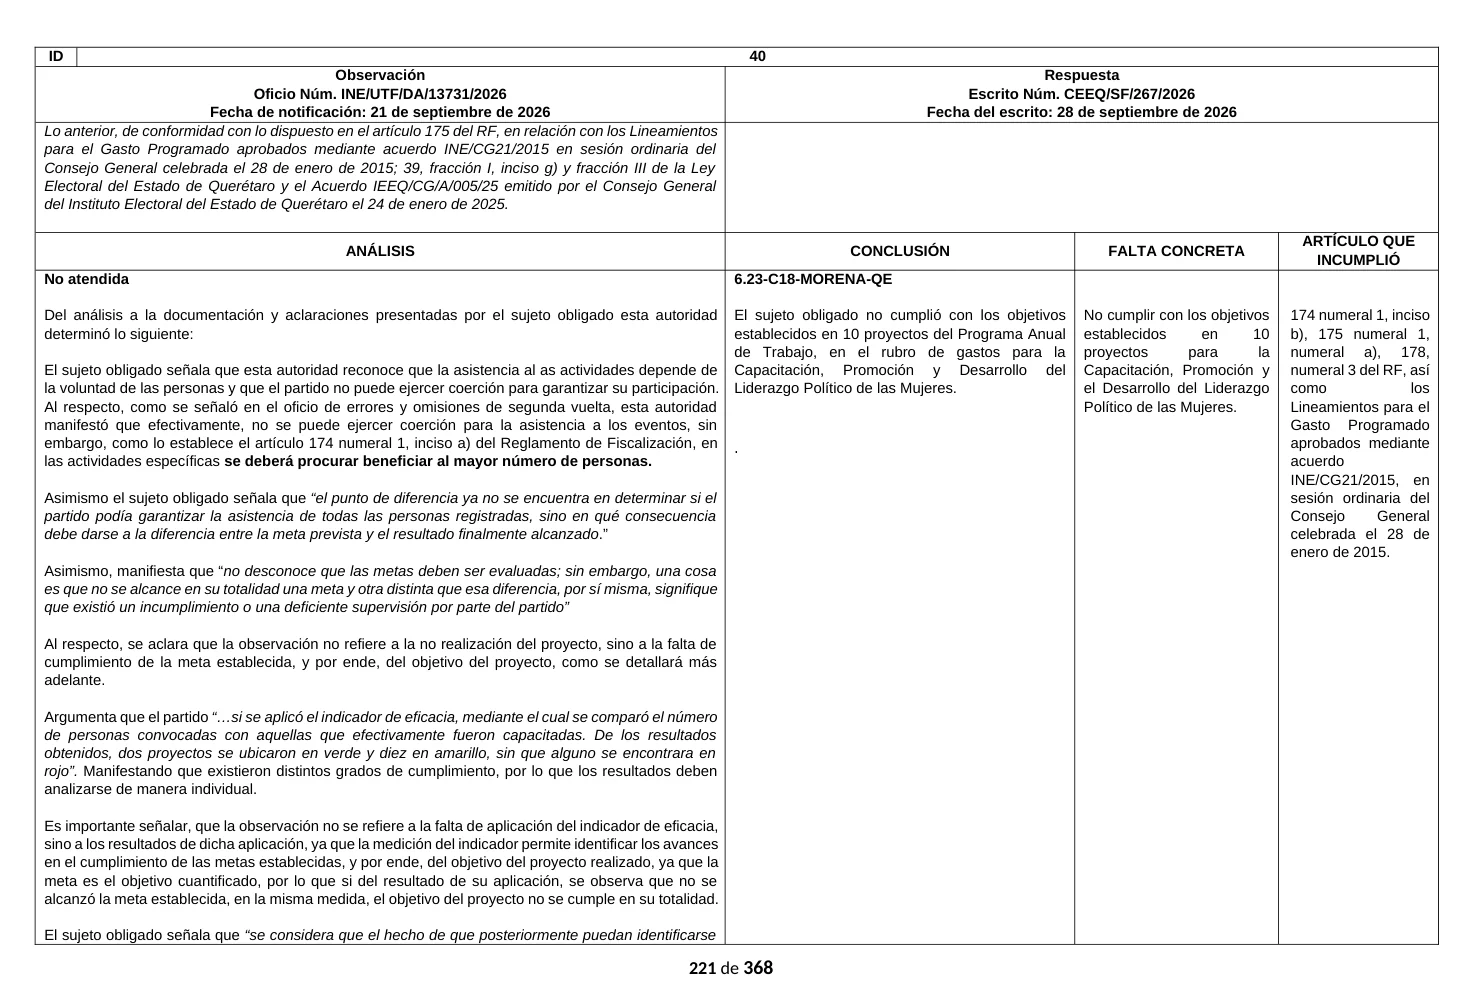 ID 40
Observación
Oficio Núm. INE/UTF/DA/13731/2026
Fecha de notificación: 21 de septiembre de 2026
Respuesta
Escrito Núm. CEEQ/SF/267/2026
Fecha del escrito: 28 de septiembre de 2026
Lo anterior, de conformidad con lo dispuesto en el artículo 175 del RF, en relación con los Lineamientos
para el Gasto Programado aprobados mediante acuerdo INE/CG21/2015 en sesión ordinaria del
Consejo General celebrada el 28 de enero de 2015; 39, fracción I, inciso g) y fracción III de la Ley
Electoral del Estado de Querétaro y el Acuerdo IEEQ/CG/A/005/25 emitido por el Consejo General
del Instituto Electoral del Estado de Querétaro el 24 de enero de 2025.
ANÁLISIS
CONCLUSIÓN
FALTA CONCRETA
ARTÍCULO QUE
INCUMPLIÓ
No atendida
Del análisis a la documentación y aclaraciones presentadas por el sujeto obligado esta autoridad
determinó lo siguiente:
El sujeto obligado señala que esta autoridad reconoce que la asistencia al as actividades depende de
la voluntad de las personas y que el partido no puede ejercer coerción para garantizar su participación.
Al respecto, como se señaló en el oficio de errores y omisiones de segunda vuelta, esta autoridad
manifestó que efectivamente, no se puede ejercer coerción para la asistencia a los eventos, sin
embargo, como lo establece el artículo 174 numeral 1, inciso a) del Reglamento de Fiscalización, en
las actividades específicas se deberá procurar beneficiar al mayor número de personas.
Asimismo el sujeto obligado señala que “el punto de diferencia ya no se encuentra en determinar si el
partido podía garantizar la asistencia de todas las personas registradas, sino en qué consecuencia
debe darse a la diferencia entre la meta prevista y el resultado finalmente alcanzado.”
Asimismo, manifiesta que “no desconoce que las metas deben ser evaluadas; sin embargo, una cosa
es que no se alcance en su totalidad una meta y otra distinta que esa diferencia, por sí misma, signifique
que existió un incumplimiento o una deficiente supervisión por parte del partido”
Al respecto, se aclara que la observación no refiere a la no realización del proyecto, sino a la falta de
cumplimiento de la meta establecida, y por ende, del objetivo del proyecto, como se detallará más
adelante.
Argumenta que el partido “…si se aplicó el indicador de eficacia, mediante el cual se comparó el número
de personas convocadas con aquellas que efectivamente fueron capacitadas. De los resultados
obtenidos, dos proyectos se ubicaron en verde y diez en amarillo, sin que alguno se encontrara en
rojo”. Manifestando que existieron distintos grados de cumplimiento, por lo que los resultados deben
analizarse de manera individual.
Es importante señalar, que la observación no se refiere a la falta de aplicación del indicador de eficacia,
sino a los resultados de dicha aplicación, ya que la medición del indicador permite identificar los avances
en el cumplimiento de las metas establecidas, y por ende, del objetivo del proyecto realizado, ya que la
meta es el objetivo cuantificado, por lo que si del resultado de su aplicación, se observa que no se
alcanzó la meta establecida, en la misma medida, el objetivo del proyecto no se cumple en su totalidad.
El sujeto obligado señala que “se considera que el hecho de que posteriormente puedan identificarse
6.23-C18-MORENA-QE
El sujeto obligado no cumplió con los objetivos
establecidos en 10 proyectos del Programa Anual
de Trabajo, en el rubro de gastos para la
Capacitación, Promoción y Desarrollo del
Liderazgo Político de las Mujeres.
.
No cumplir con los objetivos
establecidos en 10
proyectos para la
Capacitación, Promoción y
el Desarrollo del Liderazgo
Político de las Mujeres.
174 numeral 1, inciso
b), 175 numeral 1,
numeral a), 178,
numeral 3 del RF, así
como los
Lineamientos para el
Gasto Programado
aprobados mediante
acuerdo
INE/CG21/2015, en
sesión ordinaria del
Consejo General
celebrada el 28 de
enero de 2015.
221 de 368